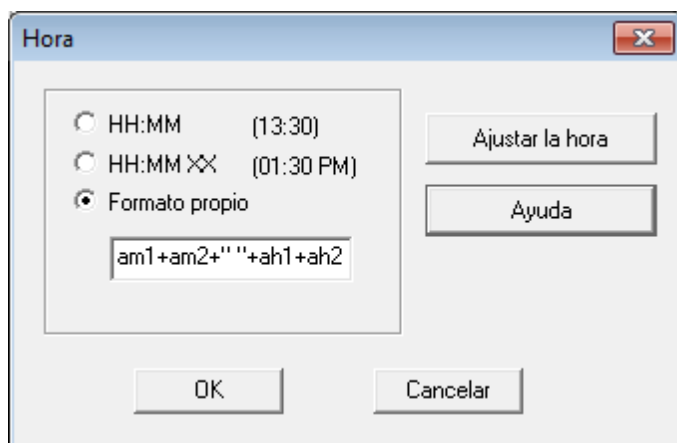 Hora
HH:MM (13:30)
HH:MM XX (01:30 PM)
Formato propio
am1+am2+" "+ah1+ah2
Ajustar la hora
Ayuda
OK
Cancelar